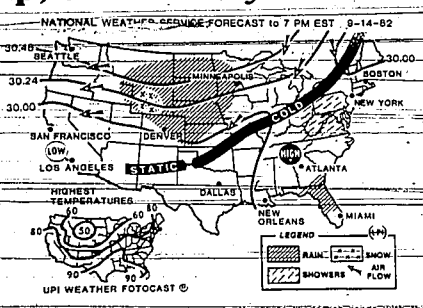 NATIONAL WEATHER SERVICE FORECAST to 7 PM EST 9-14-82
30.48
SEATTLE
30.24
MINNEAPOLIS
30.00
BOSTON
30.00
COLD
NEW YORK
SAN FRANCISCO
DENVER
LOW
LOS ANGELES
STATIC
HIGH
ATLANTA
DALLAS
HIGHEST
TEMPERATURES
NEW
ORLEANS
MIAMI
60
60
60
80
50
LEGEND
RAIN
SNOW
SHOWERS
AIR
FLOW
90
90
UPI WEATHER FOTOCAST ®